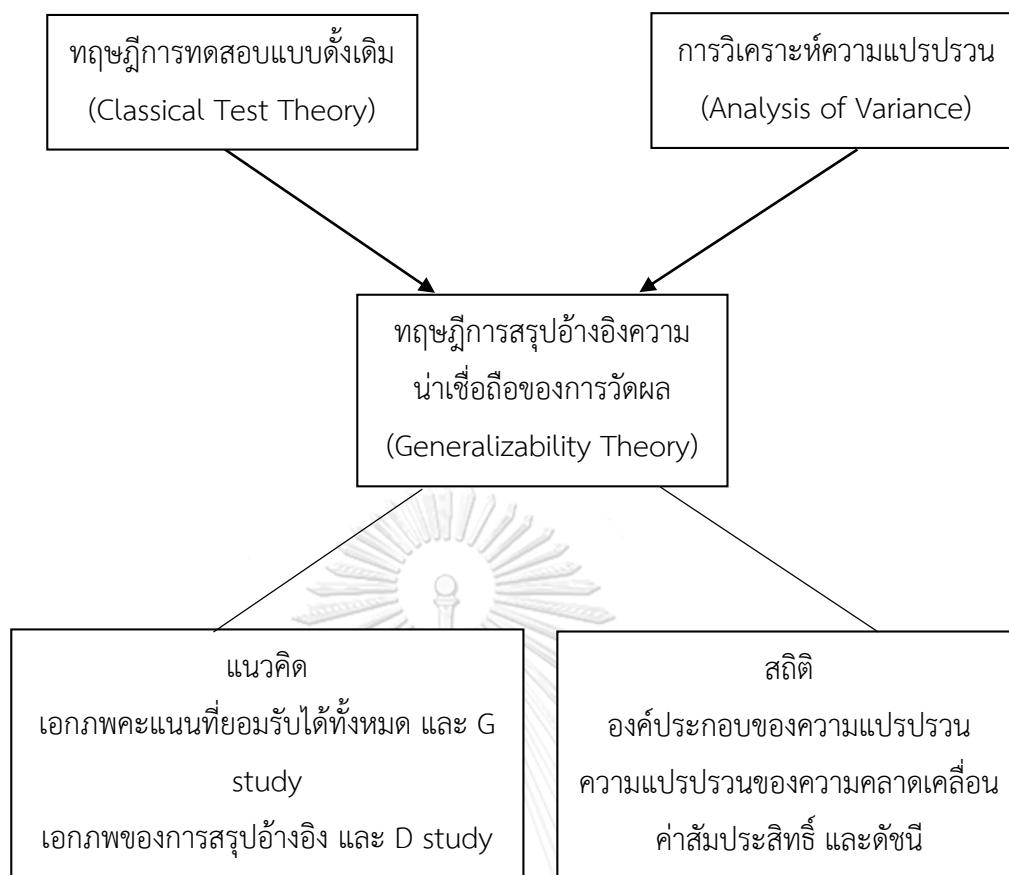 ทฤษฎีการทดสอบแบบดั้งเดิม
(Classical Test Theory)
การวิเคราะห์ความแปรปรวน
(Analysis of Variance)
ทฤษฎีการสรุปอ้างอิงความ
น่าเชื่อถือของการวัดผล
(Generalizability Theory)
แนวคิด
เอกภพคะแนนที่ยอมรับได้ทั้งหมด และ G
study
เอกภพของการสรุปอ้างอิง และ D study
สถิติ
องค์ประกอบของความแปรปรวน
ความแปรปรวนของความคลาดเคลื่อน
ค่าสัมประสิทธิ์ และดัชนี